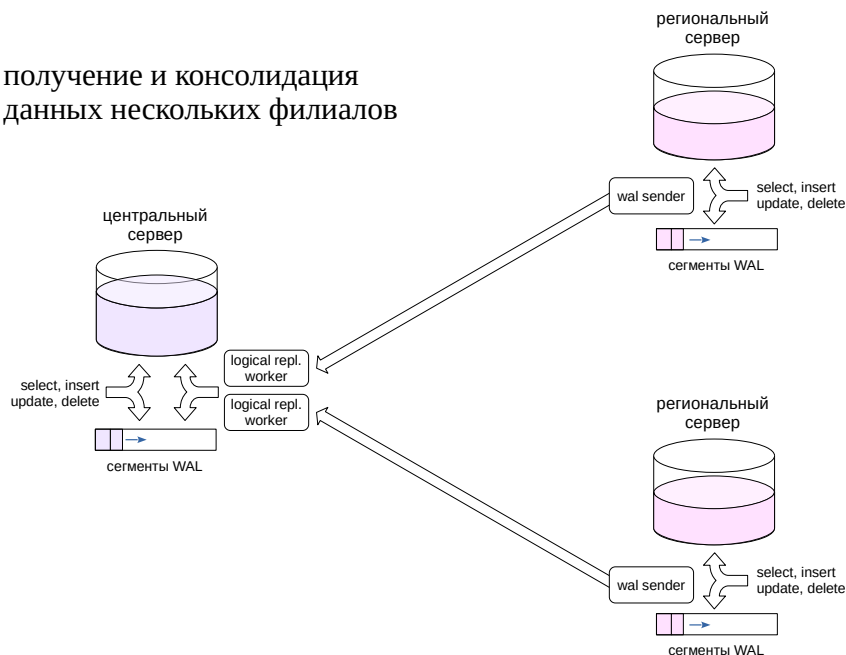 получение и консолидация
данных нескольких филиалов
региональный
сервер
wal sender
select, insert
update, delete
сегменты WAL
центральный
сервер
logical repl.
worker
select, insert
update, delete
logical repl.
worker
сегменты WAL
региональный
сервер
wal sender
select, insert
update, delete
сегменты WAL